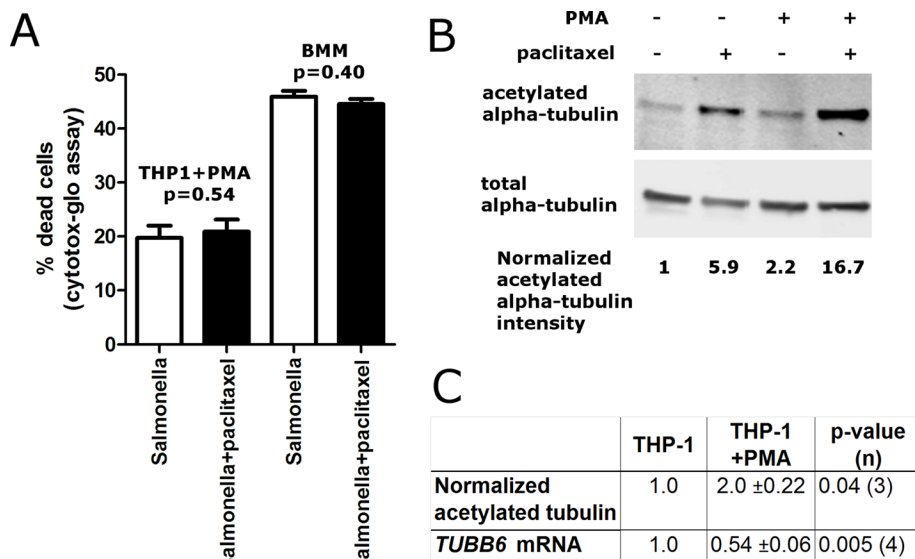 A
BMM
p=0.40
THP1+PMA
p=0.54
% dead cells
(cytotox-glo assay)
50
40
30
20
10
0
Salmonella
almonella+paclitaxel
Salmonella
almonella+paclitaxel
B
PMA - - + +
paclitaxel - + - +
acetylated
alpha-tubulin
total
alpha-tubulin
Normalized
acetylated
alpha-tubulin
intensity
1 5.9 2.2 16.7
C
THP-1 THP-1 +PMA p-value (n)
Normalized acetylated tubulin 1.0 2.0 ±0.22 0.04 (3)
TUBB6 mRNA 1.0 0.54 ±0.06 0.005 (4)